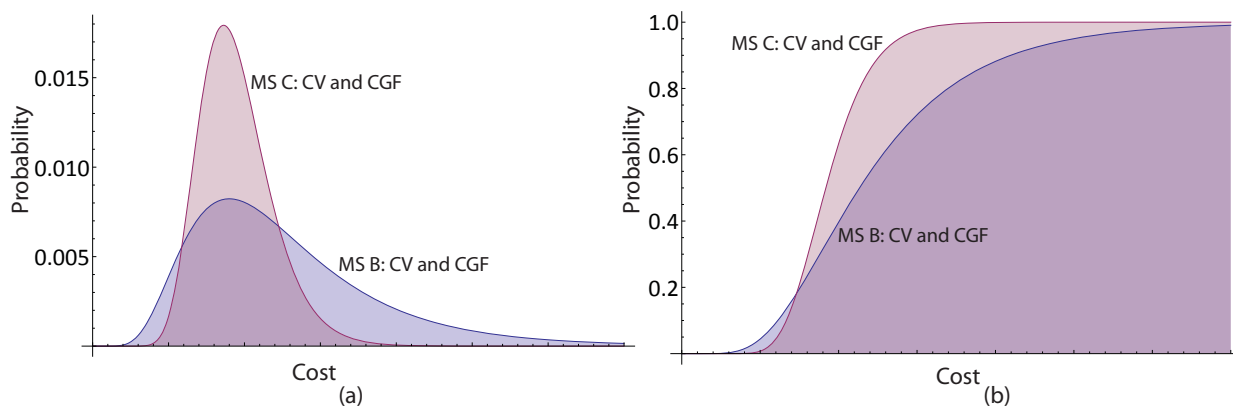 0.015
0.010
0.005
Probability
MS C: CV and CGF
MS B: CV and CGF
Cost
(a)
1.0
0.8
0.6
0.4
0.2
Probability
MS C: CV and CGF
MS B: CV and CGF
Cost
(b)